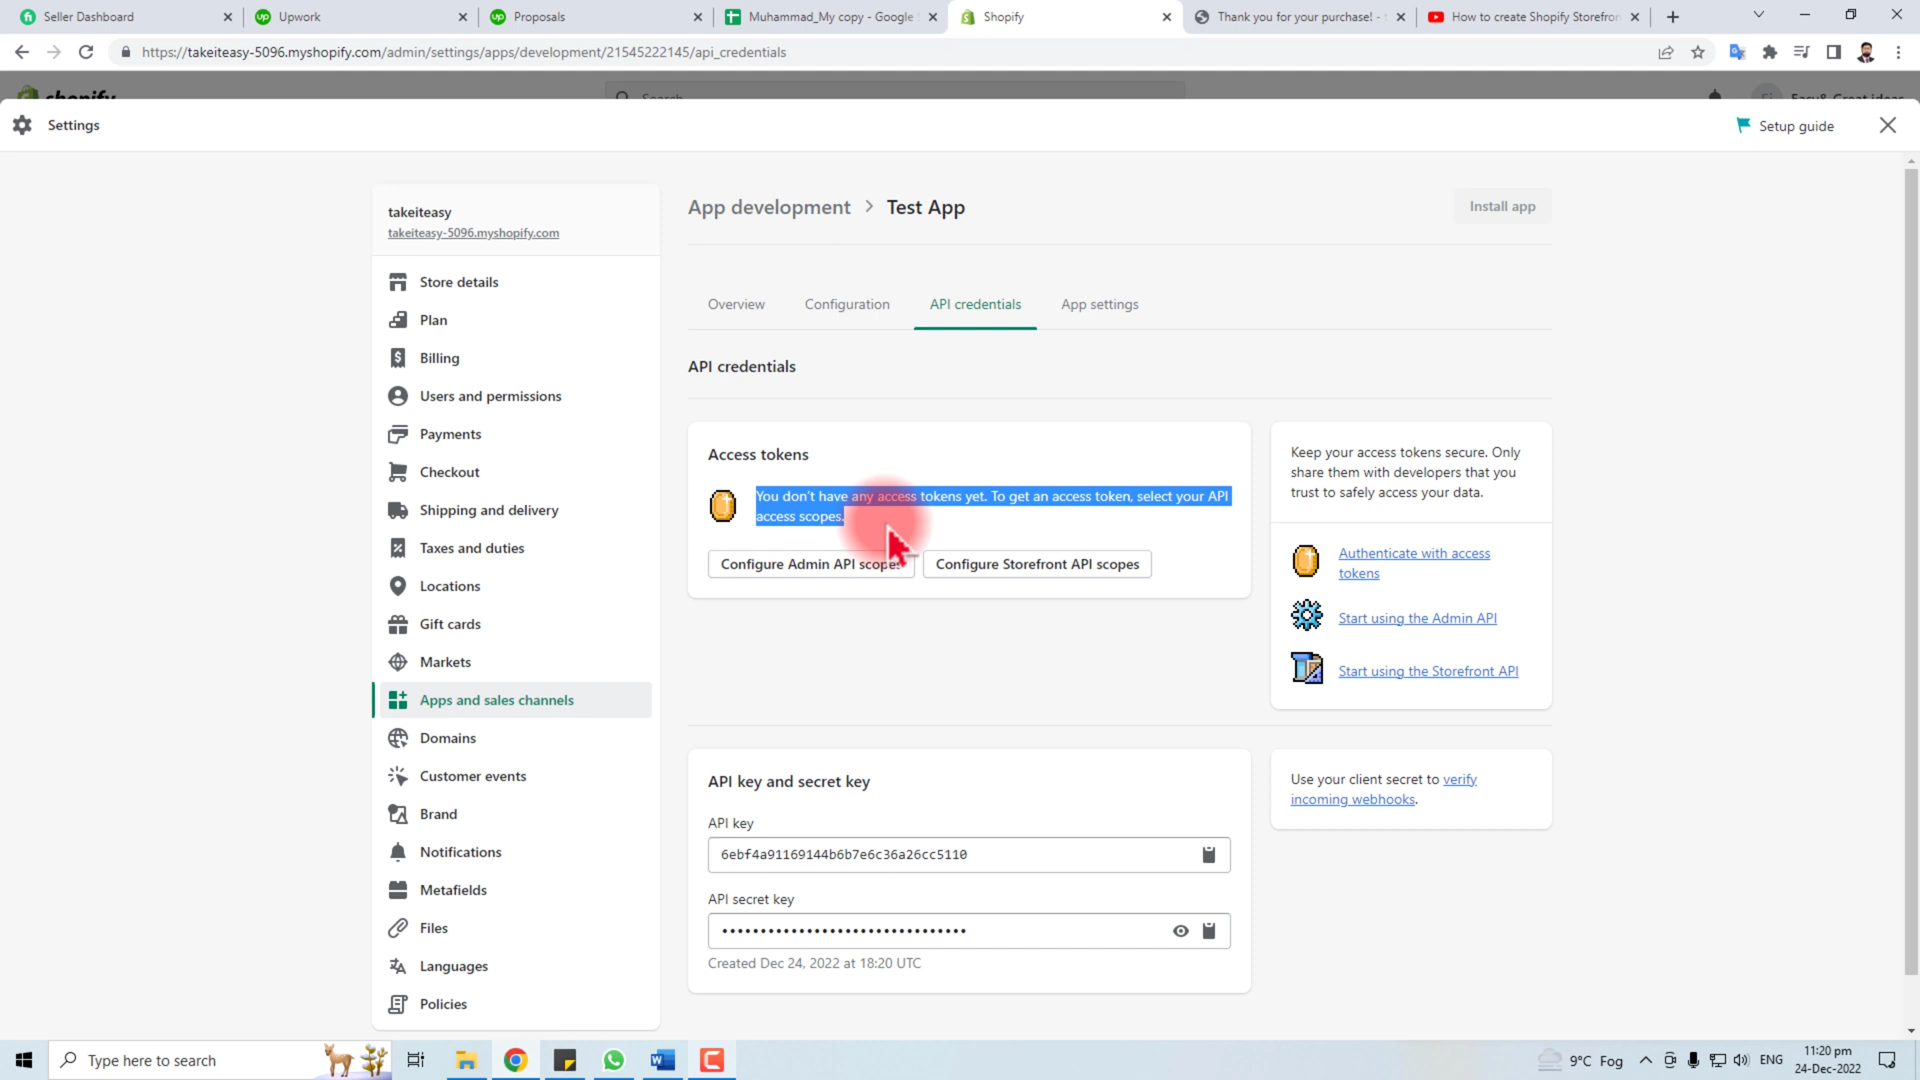 Seller Dashboard
Upwork
Proposals
Muhammad_My copy - Google
Shopify
Thank you for your purchase! -
How to create Shopify Storefron
https://takeiteasy-5096.myshopify.com/admin/settings/apps/development/21545222145/api_credentials
shopify
Search
Easy& Great ideas
Settings
Setup guide
takeiteasy
takeiteasy-5096.myshopify.com
Store details
Plan
Billing
Users and permissions
Payments
Checkout
Shipping and delivery
Taxes and duties
Locations
Gift cards
Markets
Apps and sales channels
Domains
Customer events
Brand
Notifications
Metafields
Files
Languages
Policies
App development > Test App
Install app
Overview
Configuration
API credentials
App settings
API credentials
Access tokens
You don't have any access tokens yet. To get an access token, select your API
access scopes.
Configure Admin API scopes
Configure Storefront API scopes
Keep your access tokens secure. Only
share them with developers that you
trust to safely access your data.
Authenticate with access
tokens
Start using the Admin API
Start using the Storefront API
API key and secret key
API key
6ebf4a91169144b6b7e6c36a26cc5110
API secret key
Created Dec 24, 2022 at 18:20 UTC
Use your client secret to verify
incoming webhooks.
Type here to search
9°C Fog
ENG
11:20 pm
24-Dec-2022